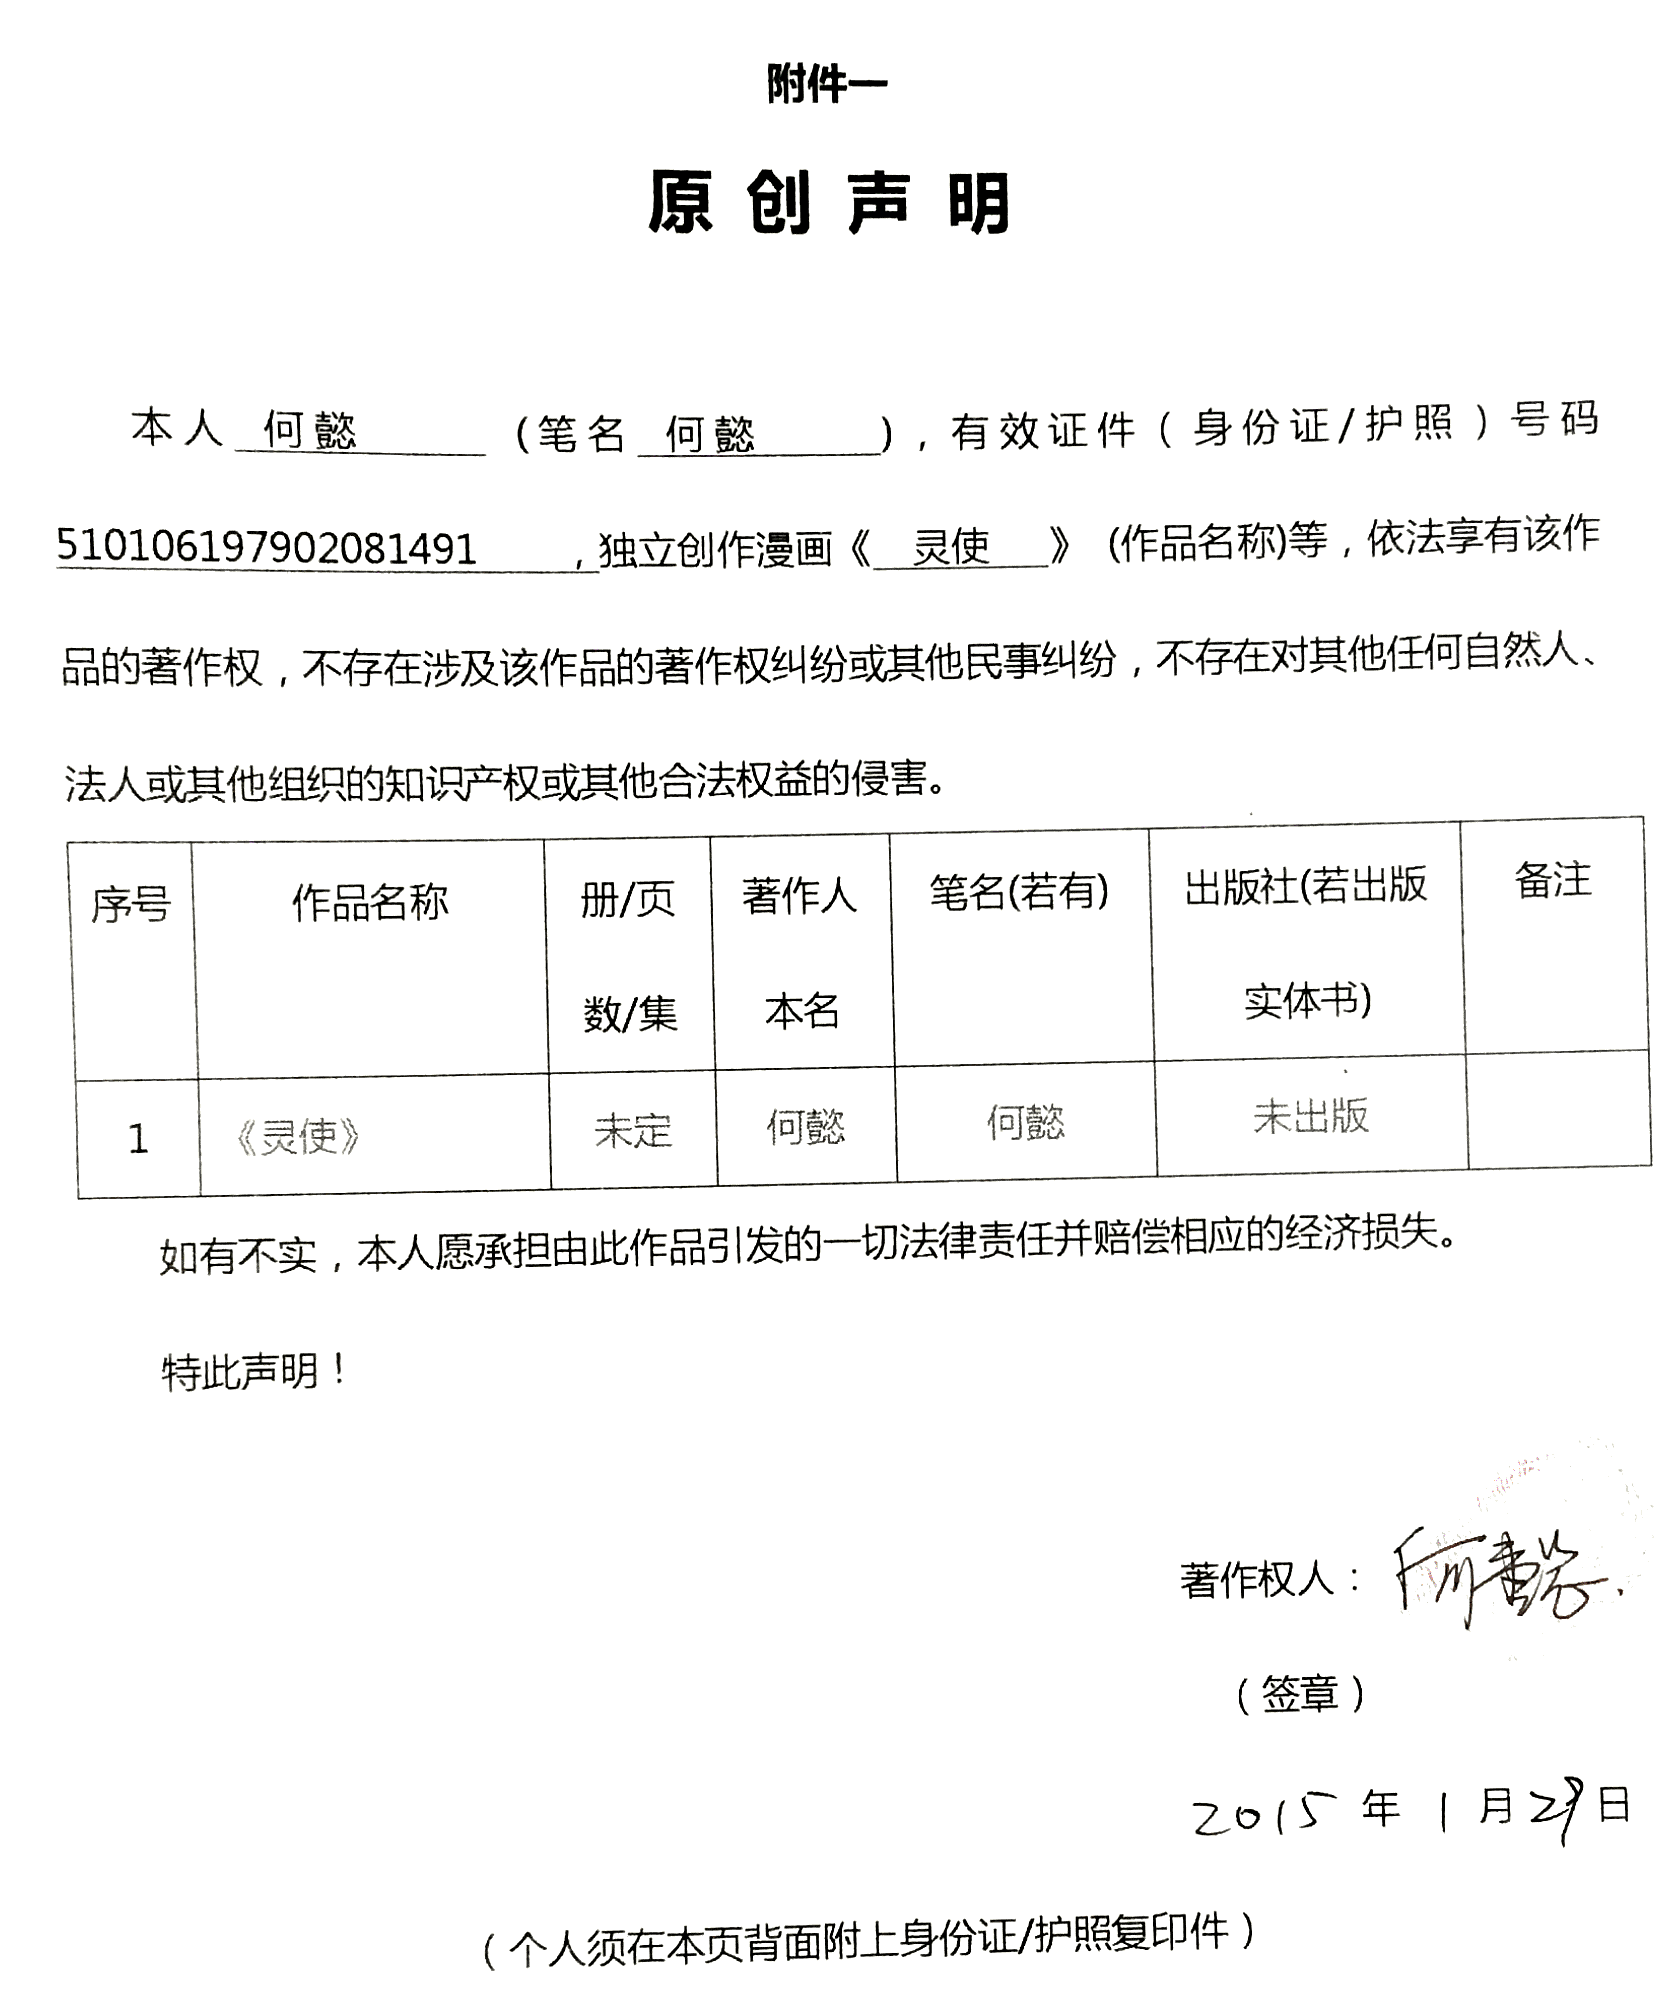 附件一
原创声明
本人 何懿 (笔名 何懿 )，有效证件（身份证/护照）号码
510106197902081491 ，独立创作漫画《 灵使 》(作品名称)等，依法享有该作
品的著作权，不存在涉及该作品的著作权纠纷或其他民事纠纷，不存在对其他任何自然人、
法人或其他组织的知识产权或其他合法权益的侵害。
序号 作品名称 册/页 著作人 笔名(若有) 出版社(若出版 备注
数/集 本名 实体书)
1 《灵使》 未定 何懿 何懿 未出版
如有不实，本人愿承担由此作品引发的一切法律责任并赔偿相应的经济损失。
特此声明！
著作权人：何懿
（签章）
2015 年 1 月 29 日
（个人须在本页背面附上身份证/护照复印件）